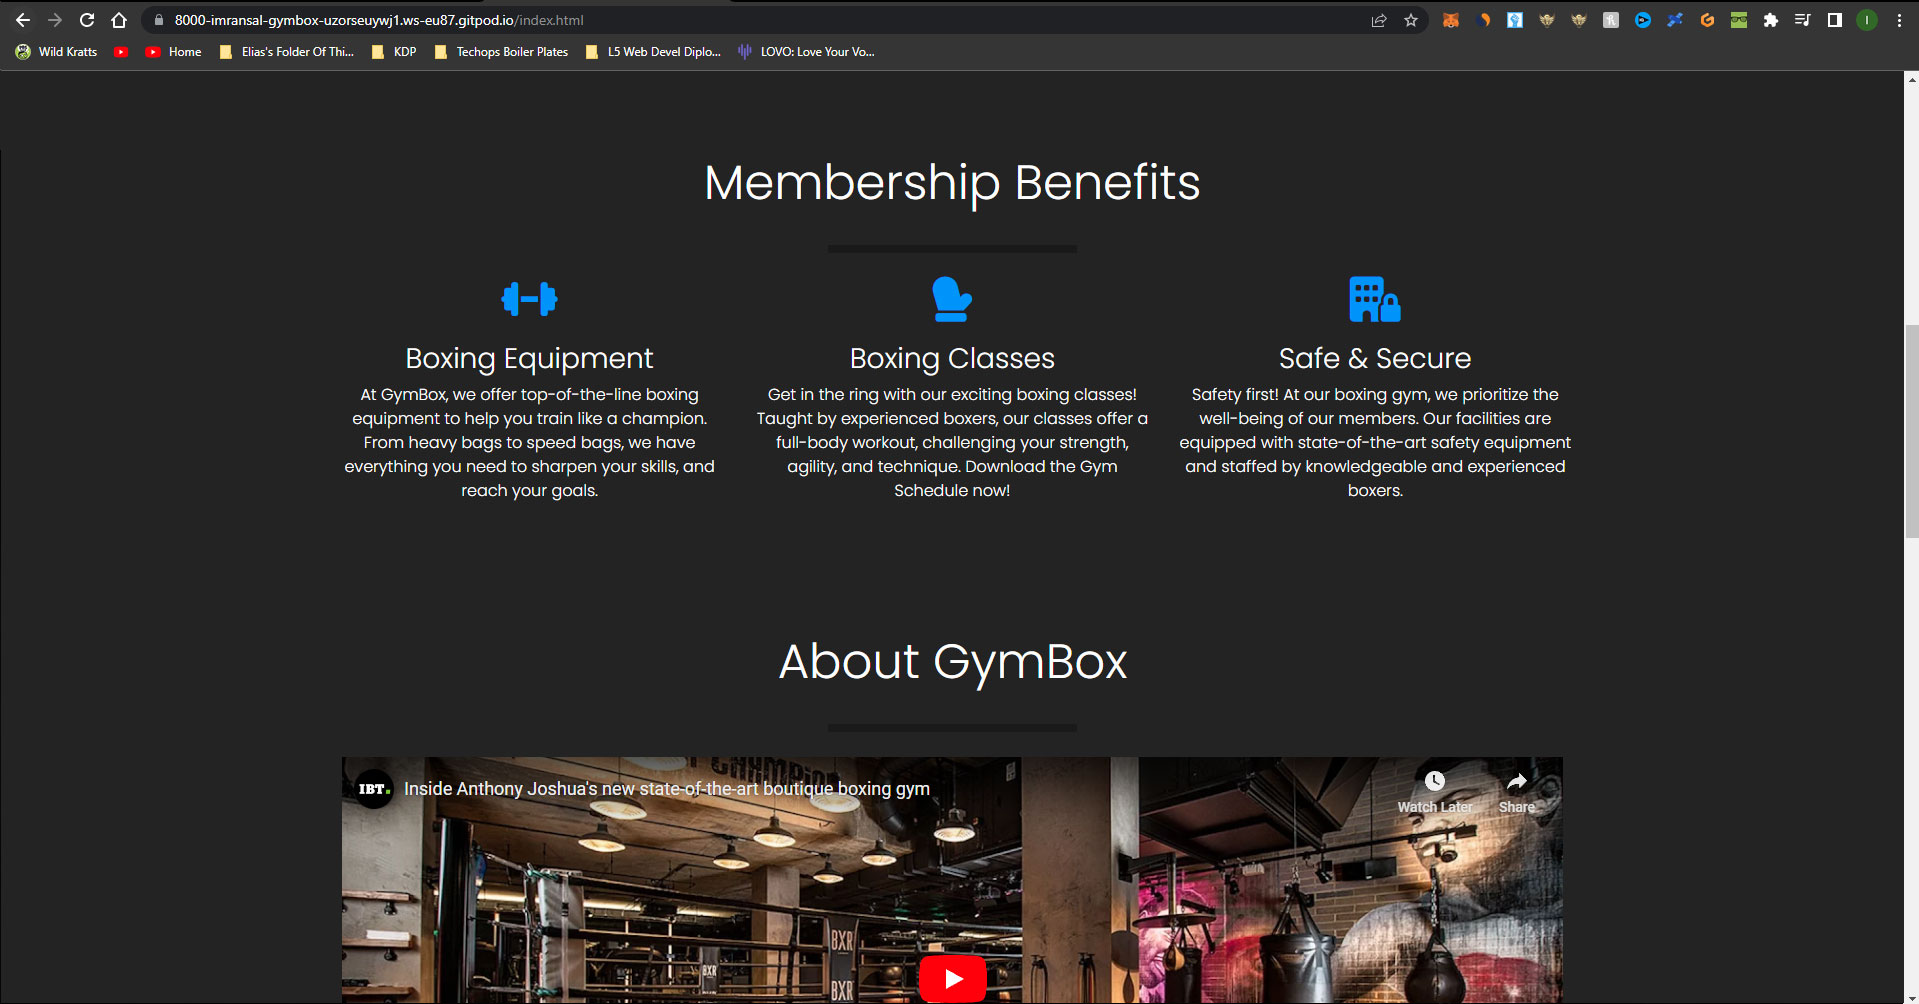 8000-imransal-gymbox-uzorseuywj1.ws-eu87.gitpod.io/index.html
Wild Kratts
Home
Elias's Folder Of Thi...
KDP
Techops Boiler Plates
L5 Web Devel Diplo...
LOVO: Love Your Vo...
Membership Benefits
Boxing Equipment
At GymBox, we offer top-of-the-line boxing
equipment to help you train like a champion.
From heavy bags to speed bags, we have
everything you need to sharpen your skills, and
reach your goals.
Boxing Classes
Get in the ring with our exciting boxing classes!
Taught by experienced boxers, our classes offer a
full-body workout, challenging your strength,
agility, and technique. Download the Gym
Schedule now!
Safe & Secure
Safety first! At our boxing gym, we prioritize the
well-being of our members. Our facilities are
equipped with state-of-the-art safety equipment
and staffed by knowledgeable and experienced
boxers.
About GymBox
IBT.
Inside Anthony Joshua's new state-of-the-art boutique boxing gym
Watch Later
Share
BXR
BXR
BXR